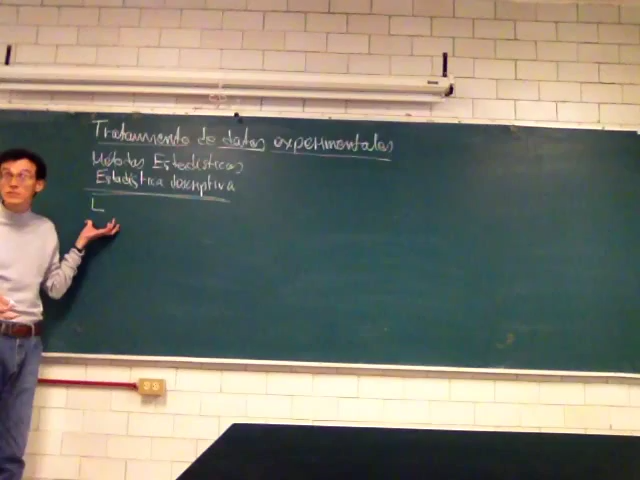 Tratamiento de datos experimentales
Métodos Estadísticos
Estadística descriptiva
L